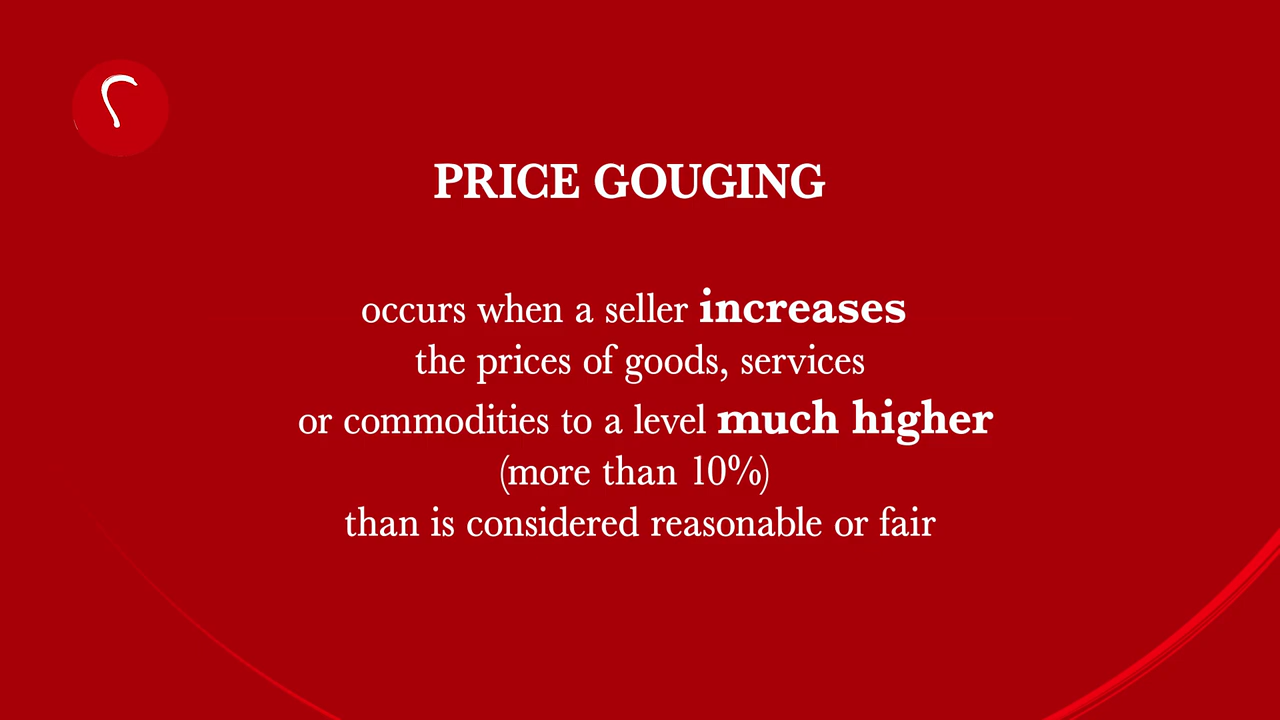 PRICE GOUGING
occurs when a seller increases
the prices of goods, services
or commodities to a level much higher
(more than 10%)
than is considered reasonable or fair